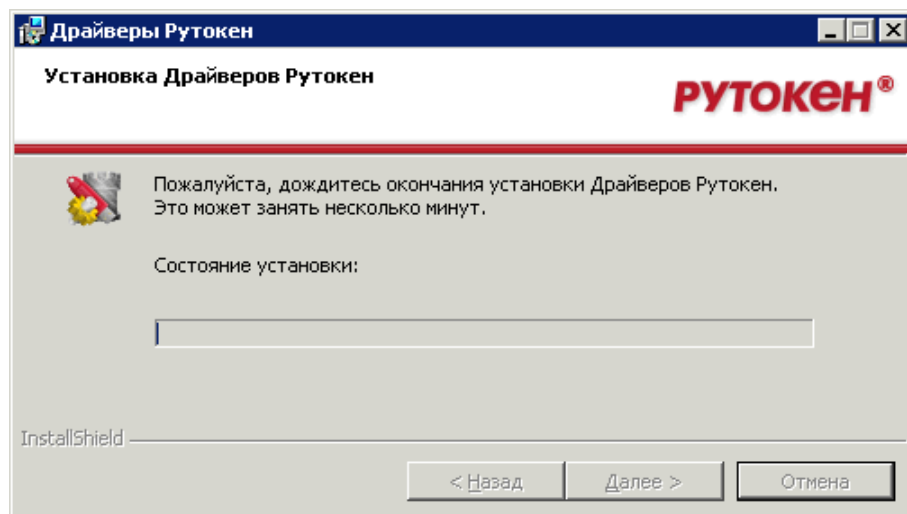 Драйверы Рутокен
Установка Драйверов Рутокен
РУТОКЕН®
Пожалуйста, дождитесь окончания установки Драйверов Рутокен.
Это может занять несколько минут.
Состояние установки:
InstallShield
< Назад
Далее >
Отмена